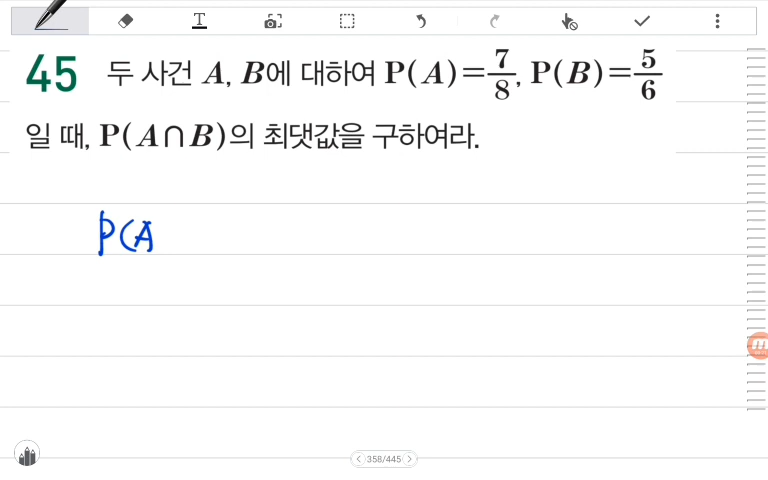 T
45 두 사건 A, B에 대하여 P(A)=7/8, P(B)=5/6
일 때, P(A∩B)의 최댓값을 구하여라.
P(A
358/445